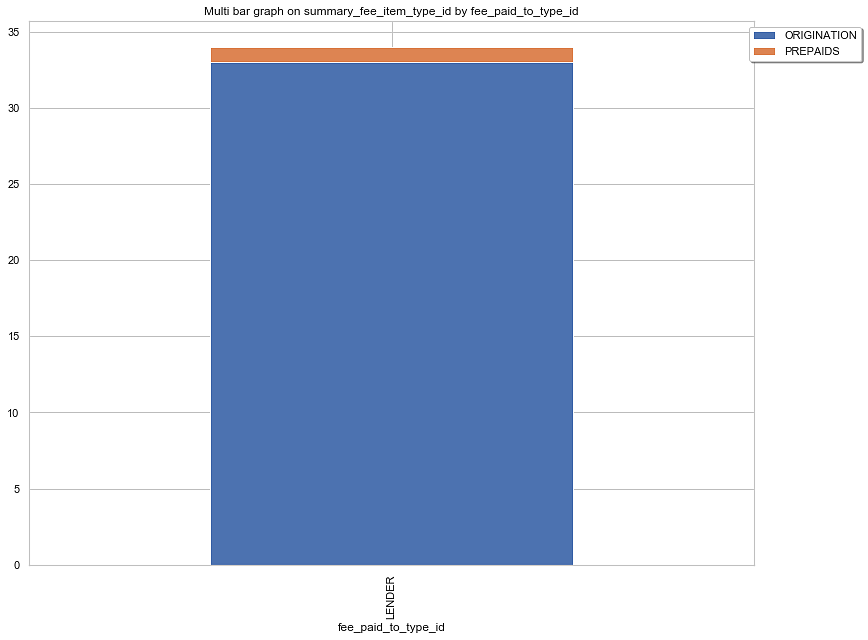 Multi bar graph on summary_fee_item_type_id by fee_paid_to_type_id
ORIGINATION
PREPAIDS
35
30
25
20
15
10
5
0
LENDER
fee_paid_to_type_id